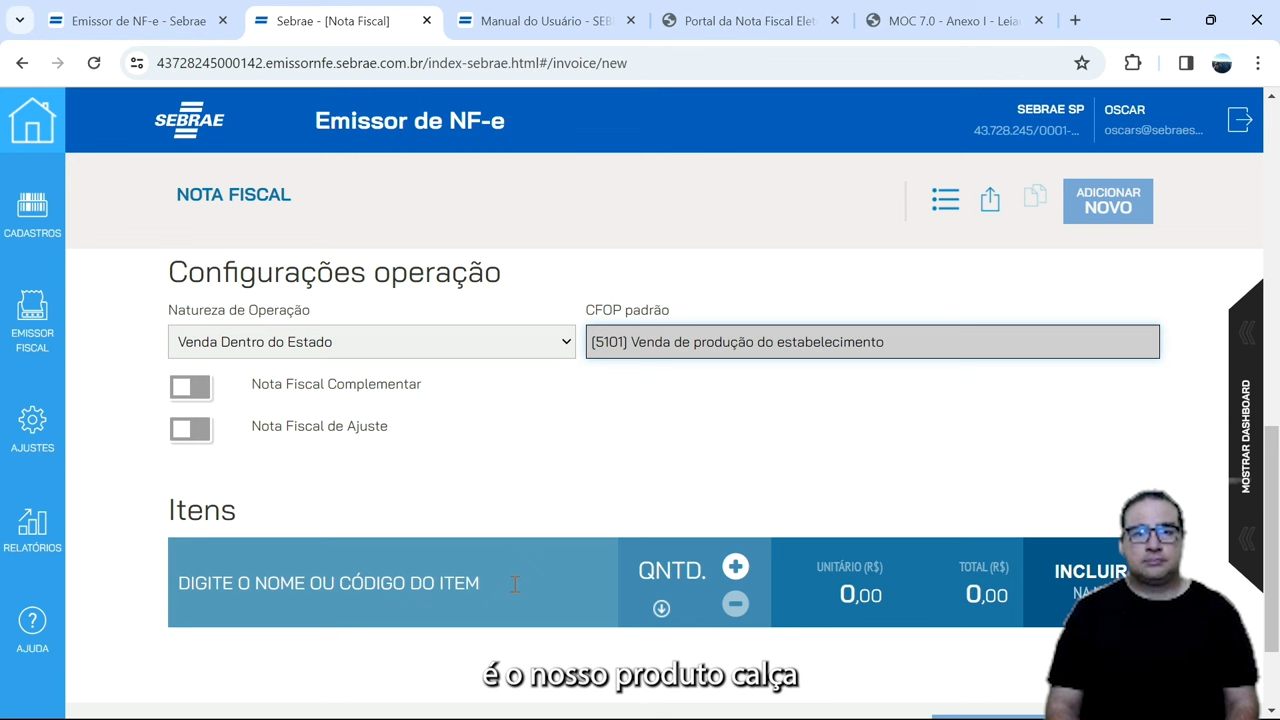 Emissor de NF-e - Sebrae
Sebrae - [Nota Fiscal]
Manual do Usuário - SEB
Portal da Nota Fiscal Elet
MOC 7.0 - Anexo I - Leia
43728245000142.emissornfe.sebrae.com.br/index-sebrae.html#/invoice/new
SEBRAE
Emissor de NF-e
SEBRAE SP
43.728.245/0001-...
OSCAR
oscars@sebraes...
NOTA FISCAL
ADICIONAR
NOVO
CADASTROS
EMISSOR
FISCAL
AJUSTES
RELATÓRIOS
?
AJUDA
Configurações operação
Natureza de Operação
CFOP padrão
Venda Dentro do Estado
[5101] Venda de produção do estabelecimento
Nota Fiscal Complementar
Nota Fiscal de Ajuste
MOSTRAR DASHBOARD
Itens
DIGITE O NOME OU CÓDIGO DO ITEM
QNTD.
UNITÁRIO (R$)
0,00
TOTAL (R$)
0,00
INCLUIR
é o nosso produto calça